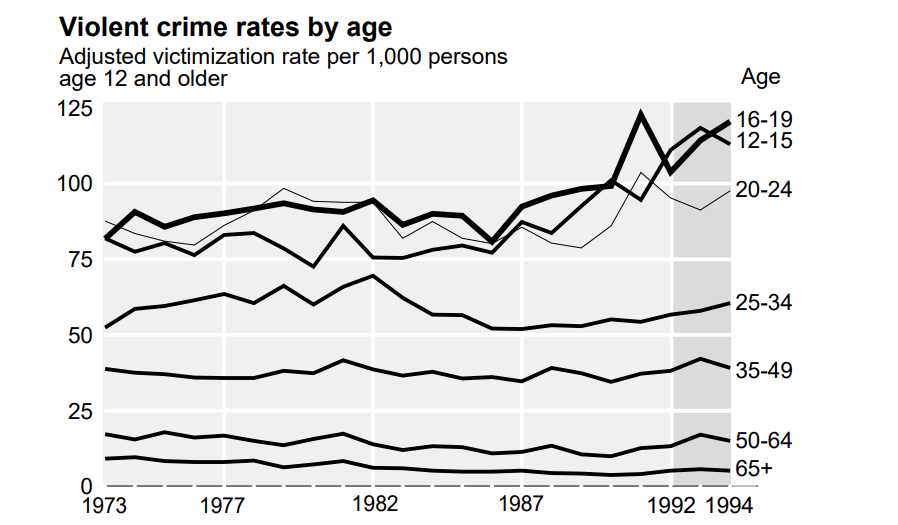 Violent crime rates by age
Adjusted victimization rate per 1,000 persons
age 12 and older
Age
125
100
75
50
25
0
16-19
12-15
20-24
25-34
35-49
50-64
65+
1973 1977 1982 1987 1992 1994